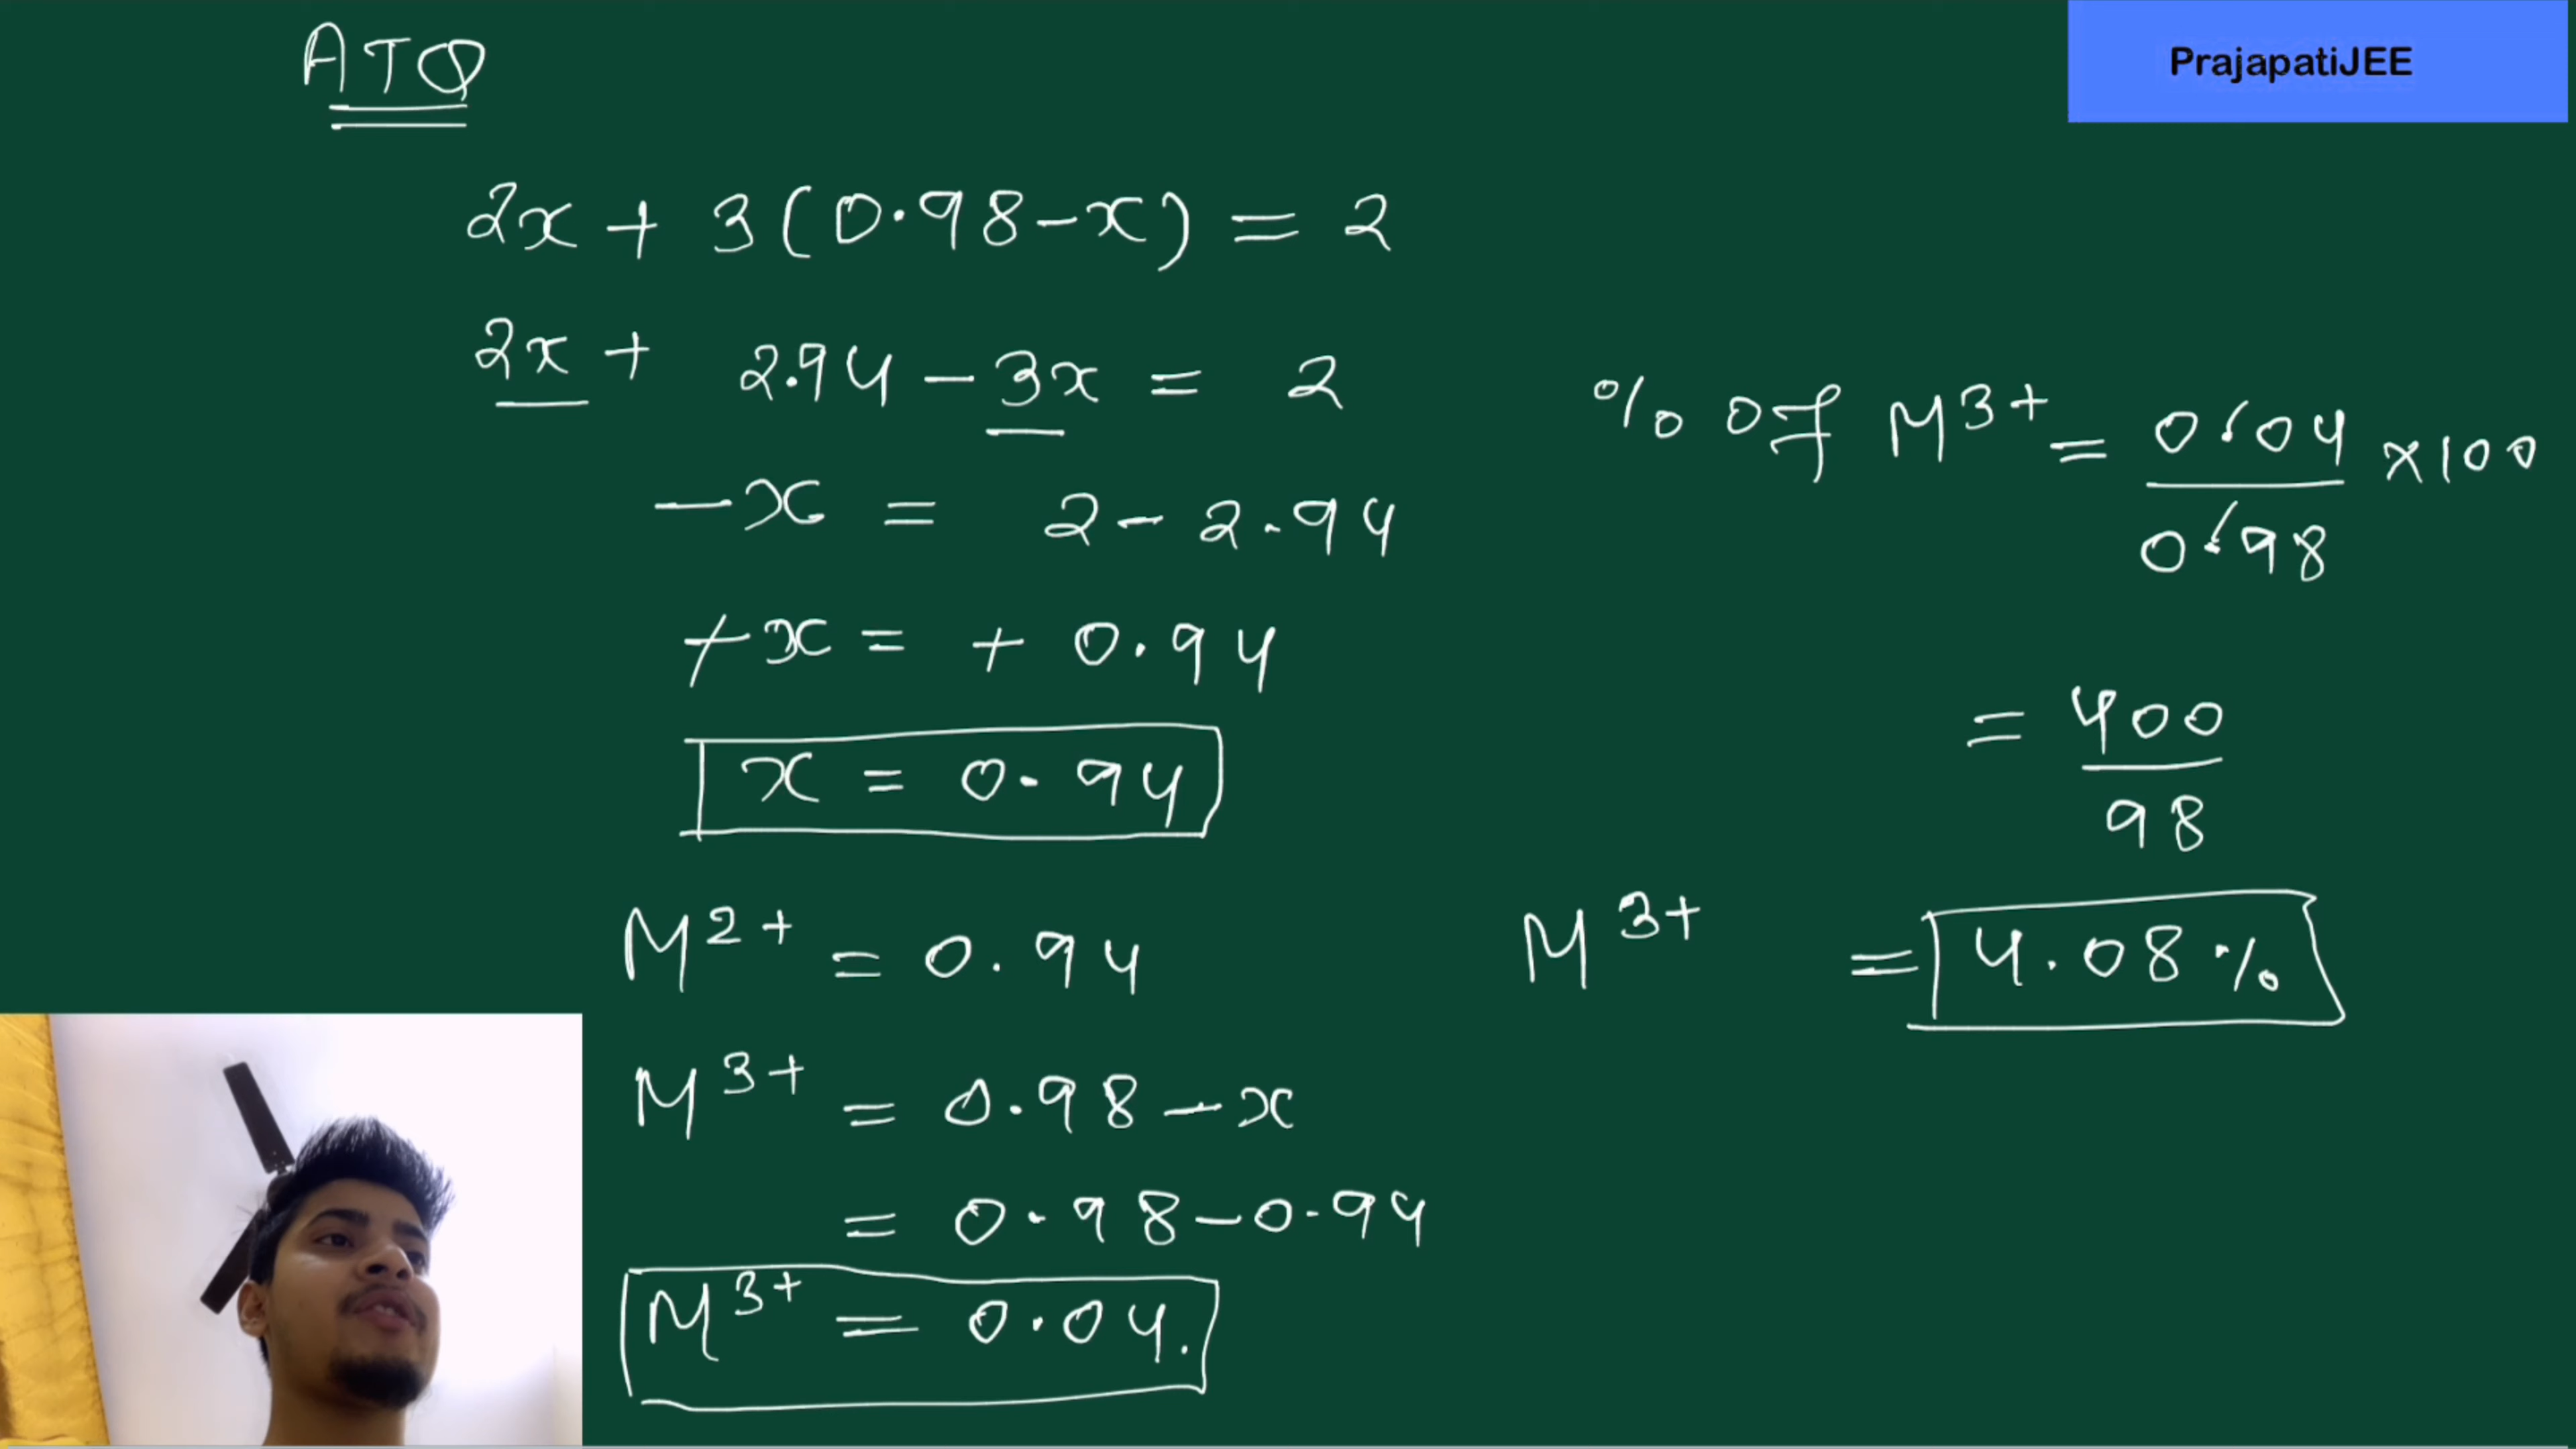 ATQ
PrajapatiJEE
2x + 3(0.98-x) = 2
2x + 2.94 - 3x = 2
-x = 2 - 2.94
+x = + 0.94
x = 0.94
M²⁺ = 0.94
M³⁺ = 0.98 - x
= 0.98 - 0.94
M³⁺ = 0.04.
% of M³⁺ = 0.04/0.98 ×100
= 400/98
M³⁺ = 4.08%